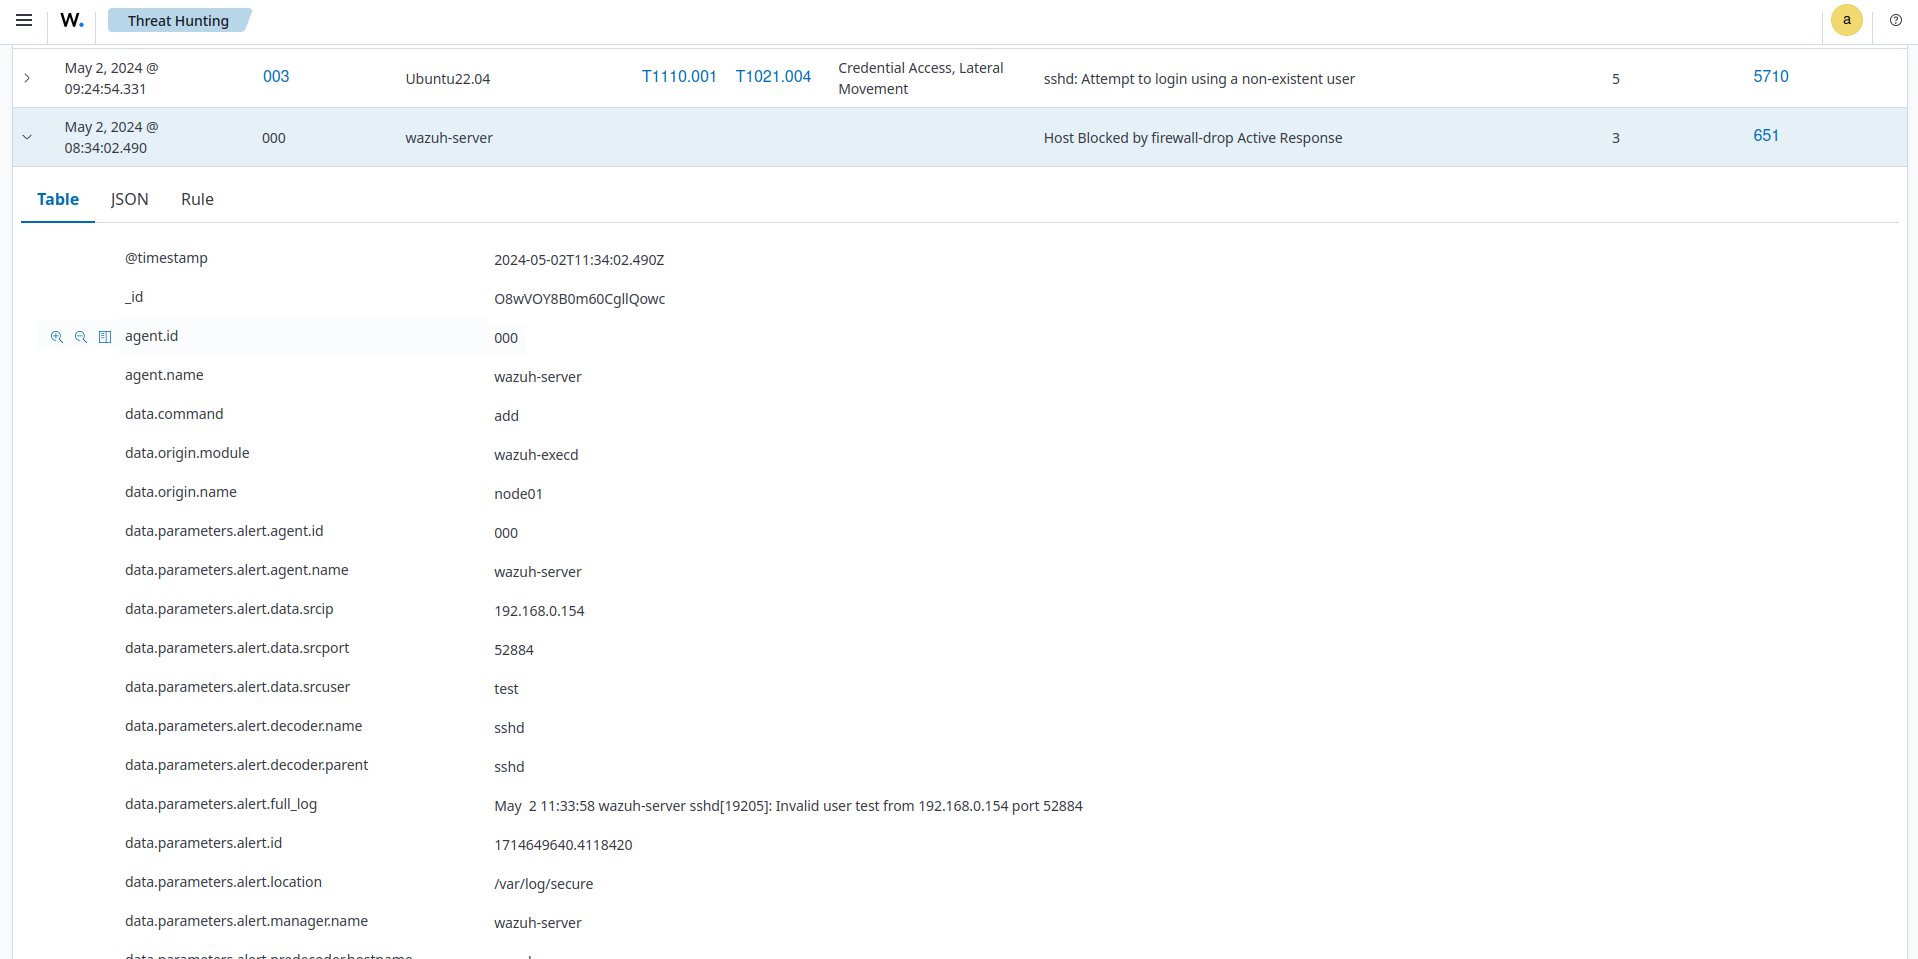 W. Threat Hunting a
May 2, 2024 @ 09:24:54.331 003 Ubuntu22.04 T1110.001 T1021.004 Credential Access, Lateral Movement sshd: Attempt to login using a non-existent user 5 5710
May 2, 2024 @ 08:34:02.490 000 wazuh-server Host Blocked by firewall-drop Active Response 3 651
Table JSON Rule
@timestamp 2024-05-02T11:34:02.490Z
_id O8wVOY8B0m60CgllQowc
agent.id 000
agent.name wazuh-server
data.command add
data.origin.module wazuh-execd
data.origin.name node01
data.parameters.alert.agent.id 000
data.parameters.alert.agent.name wazuh-server
data.parameters.alert.data.srcip 192.168.0.154
data.parameters.alert.data.srcport 52884
data.parameters.alert.data.srcuser test
data.parameters.alert.decoder.name sshd
data.parameters.alert.decoder.parent sshd
data.parameters.alert.full_log May  2 11:33:58 wazuh-server sshd[19205]: Invalid user test from 192.168.0.154 port 52884
data.parameters.alert.id 1714649640.4118420
data.parameters.alert.location /var/log/secure
data.parameters.alert.manager.name wazuh-server
data.parameters.alert.predecoder.hostname